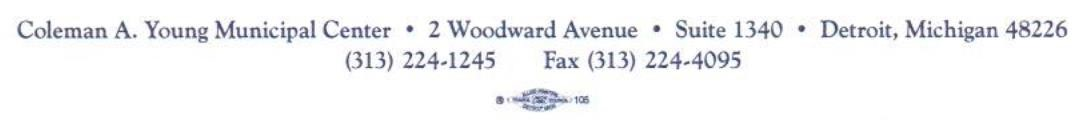 Coleman A. Young Municipal Center • 2 Woodward Avenue • Suite 1340 • Detroit, Michigan 48226
(313) 224-1245 Fax (313) 224-4095
105